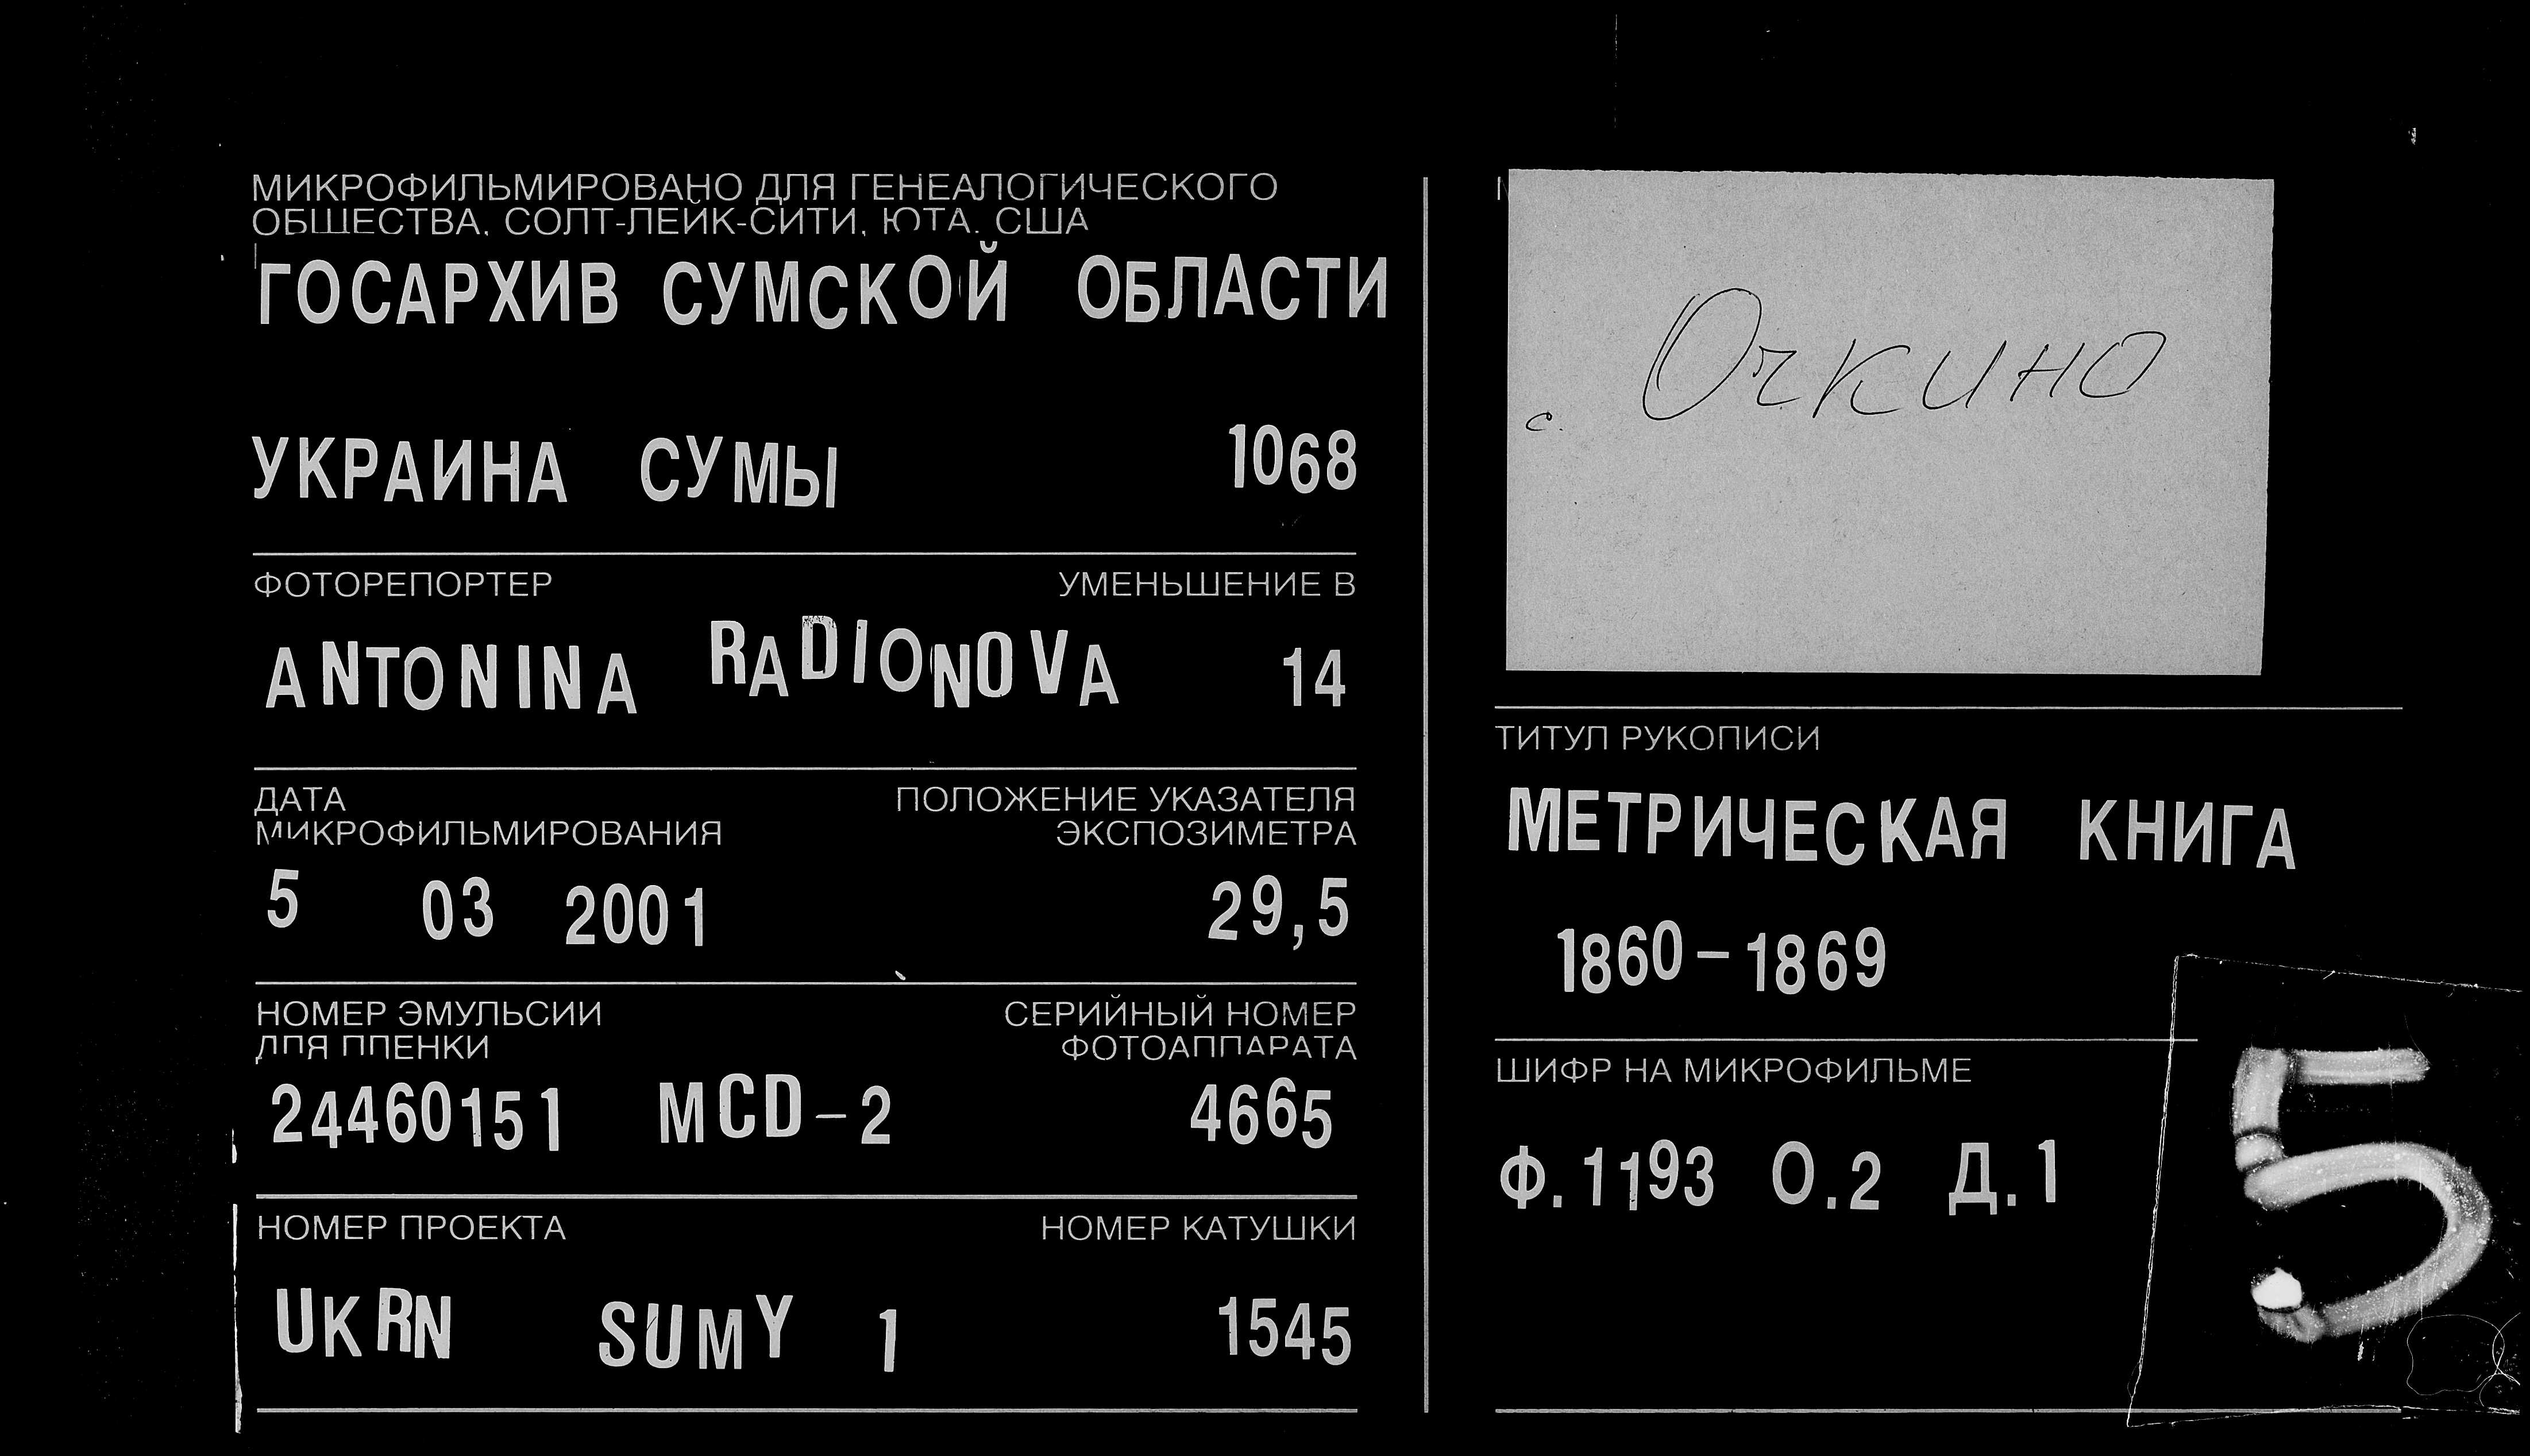 МИКРОФИЛЬМИРОВАНО ДЛЯ ГЕНЕАЛОГИЧЕСКОГО
ОБЩЕСТВА, СОЛТ-ЛЕЙК-СИТИ, ЮТА, США
ГОСАРХИВ СУМСКОЙ ОБЛАСТИ
УКРАИНА СУМЫ 1068
ФОТОРЕПОРТЕР УМЕНЬШЕНИЕ В
ANTONINA RADIONOVA 14
ДАТА ПОЛОЖЕНИЕ УКАЗАТЕЛЯ
МИКРОФИЛЬМИРОВАНИЯ ЭКСПОЗИМЕТРА
5 03 2001 29,5
НОМЕР ЭМУЛЬСИИ СЕРИЙНЫЙ НОМЕР
ДЛЯ ПЛЕНКИ ФОТОАППАРАТА
24460151 MCD-2 4665
НОМЕР ПРОЕКТА НОМЕР КАТУШКИ
UKRN SUMY 1 1545
с. Очкино
ТИТУЛ РУКОПИСИ
МЕТРИЧЕСКАЯ КНИГА
1860-1869
ШИФР НА МИКРОФИЛЬМЕ
Ф.1193 О.2 Д.1
5